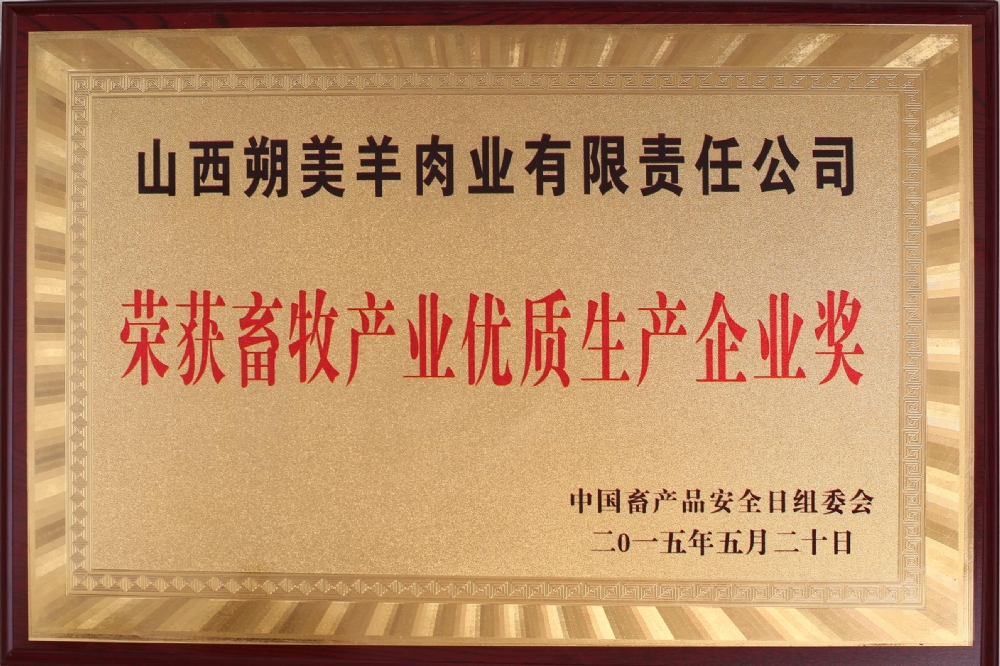 山西朔美羊肉业有限责任公司
荣获畜牧产业优质生产企业奖
中国畜产品安全日组委会
二0一五年五月二十日